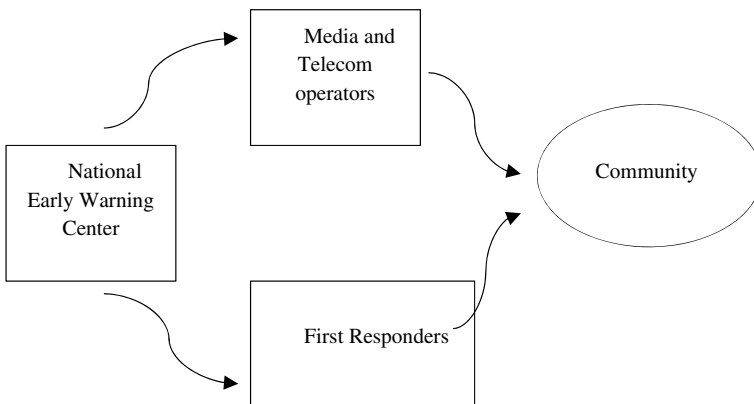 Media and
Telecom
operators
National
Early Warning
Center
Community
First Responders